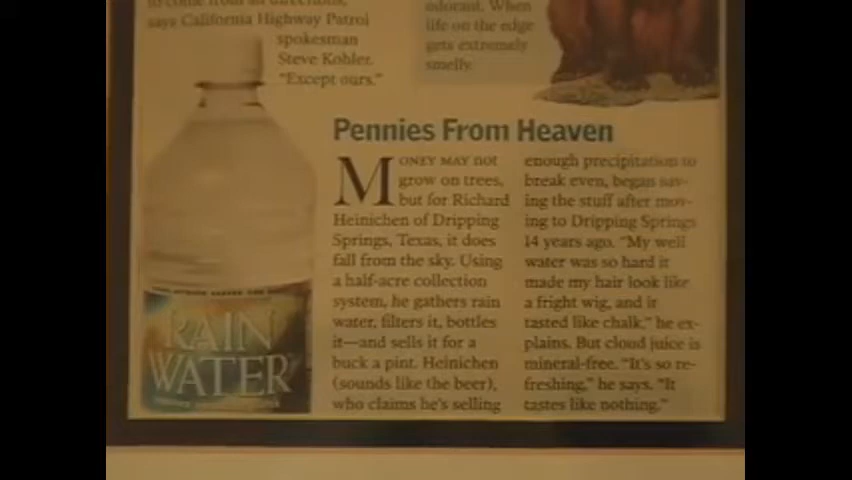 to come from all directions,
says California Highway Patrol
spokesman
Steve Kohler.
"Except ours."
odorant. When
life on the edge
gets extremely
smelly.
Pennies From Heaven
MONEY MAY not
grow on trees,
but for Richard
Heinichen of Dripping
Springs, Texas, it does
fall from the sky. Using
a half-acre collection
system, he gathers rain
water, filters it, bottles
it—and sells it for a
buck a pint. Heinichen
(sounds like the beer),
who claims he's selling
enough precipitation to
break even, began sav-
ing the stuff after mov-
ing to Dripping Springs
14 years ago. "My well
water was so hard it
made my hair look like
a fright wig, and it
tasted like chalk," he ex-
plains. But cloud juice is
mineral-free. "It's so re-
freshing," he says. "It
tastes like nothing."
RAIN
WATER